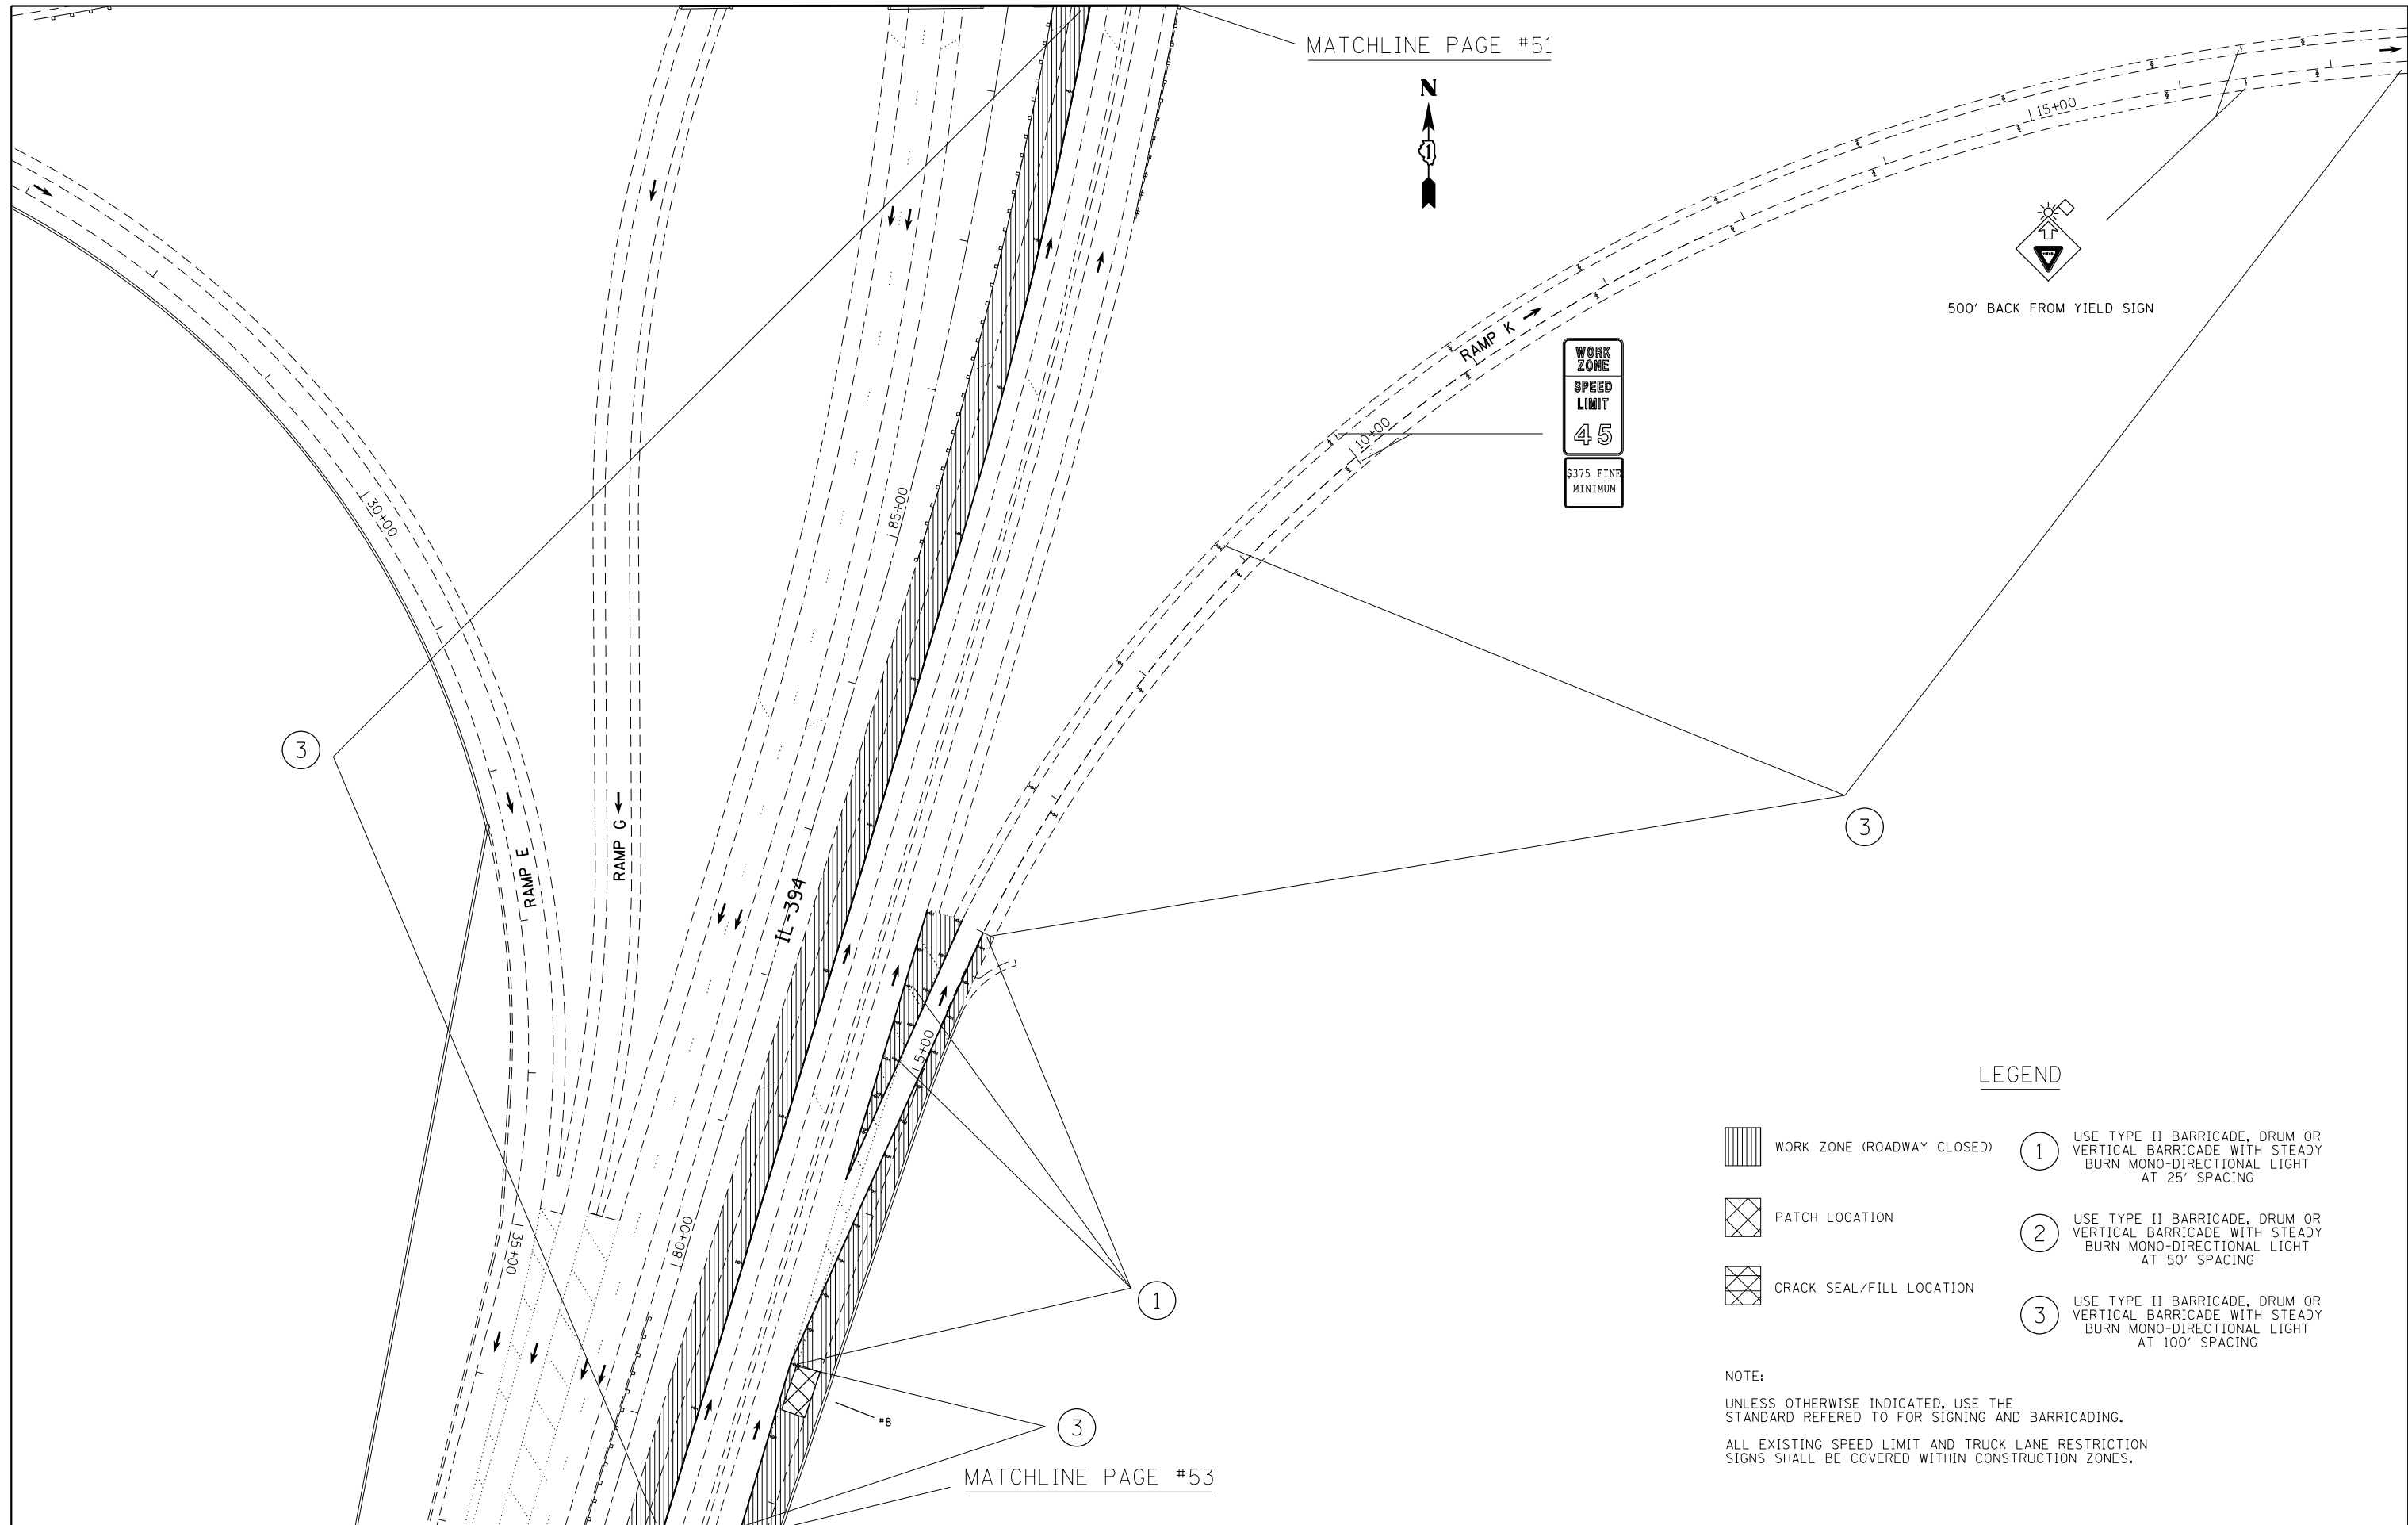 MATCHLINE PAGE #51
N
1
15+00
YIELD
500' BACK FROM YIELD SIGN
RAMP K
WORK
ZONE
SPEED
LIMIT
45
$375 FINE
MINIMUM
10+00
30+00
85+00
3
3
RAMP E
RAMP G
IL-394
5+00
35+00
80+00
1
#8
3
MATCHLINE PAGE #53
LEGEND
WORK ZONE (ROADWAY CLOSED)
PATCH LOCATION
CRACK SEAL/FILL LOCATION
1
USE TYPE II BARRICADE, DRUM OR
VERTICAL BARRICADE WITH STEADY
BURN MONO-DIRECTIONAL LIGHT
AT 25' SPACING
2
USE TYPE II BARRICADE, DRUM OR
VERTICAL BARRICADE WITH STEADY
BURN MONO-DIRECTIONAL LIGHT
AT 50' SPACING
3
USE TYPE II BARRICADE, DRUM OR
VERTICAL BARRICADE WITH STEADY
BURN MONO-DIRECTIONAL LIGHT
AT 100' SPACING
NOTE:
UNLESS OTHERWISE INDICATED, USE THE
STANDARD REFERED TO FOR SIGNING AND BARRICADING.
ALL EXISTING SPEED LIMIT AND TRUCK LANE RESTRICTION
SIGNS SHALL BE COVERED WITHIN CONSTRUCTION ZONES.